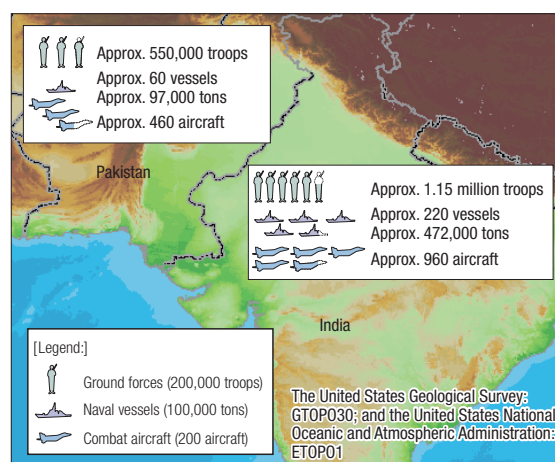 Approx. 550,000 troops
Approx. 60 vessels
Approx. 97,000 tons
Approx. 460 aircraft
Pakistan
Approx. 1.15 million troops
Approx. 220 vessels
Approx. 472,000 tons
Approx. 960 aircraft
India
[Legend:]
Ground forces (200,000 troops)
Naval vessels (100,000 tons)
Combat aircraft (200 aircraft)
The United States Geological Survey:
GTOPO30; and the United States National
Oceanic and Atmospheric Administration:
ETOPO1